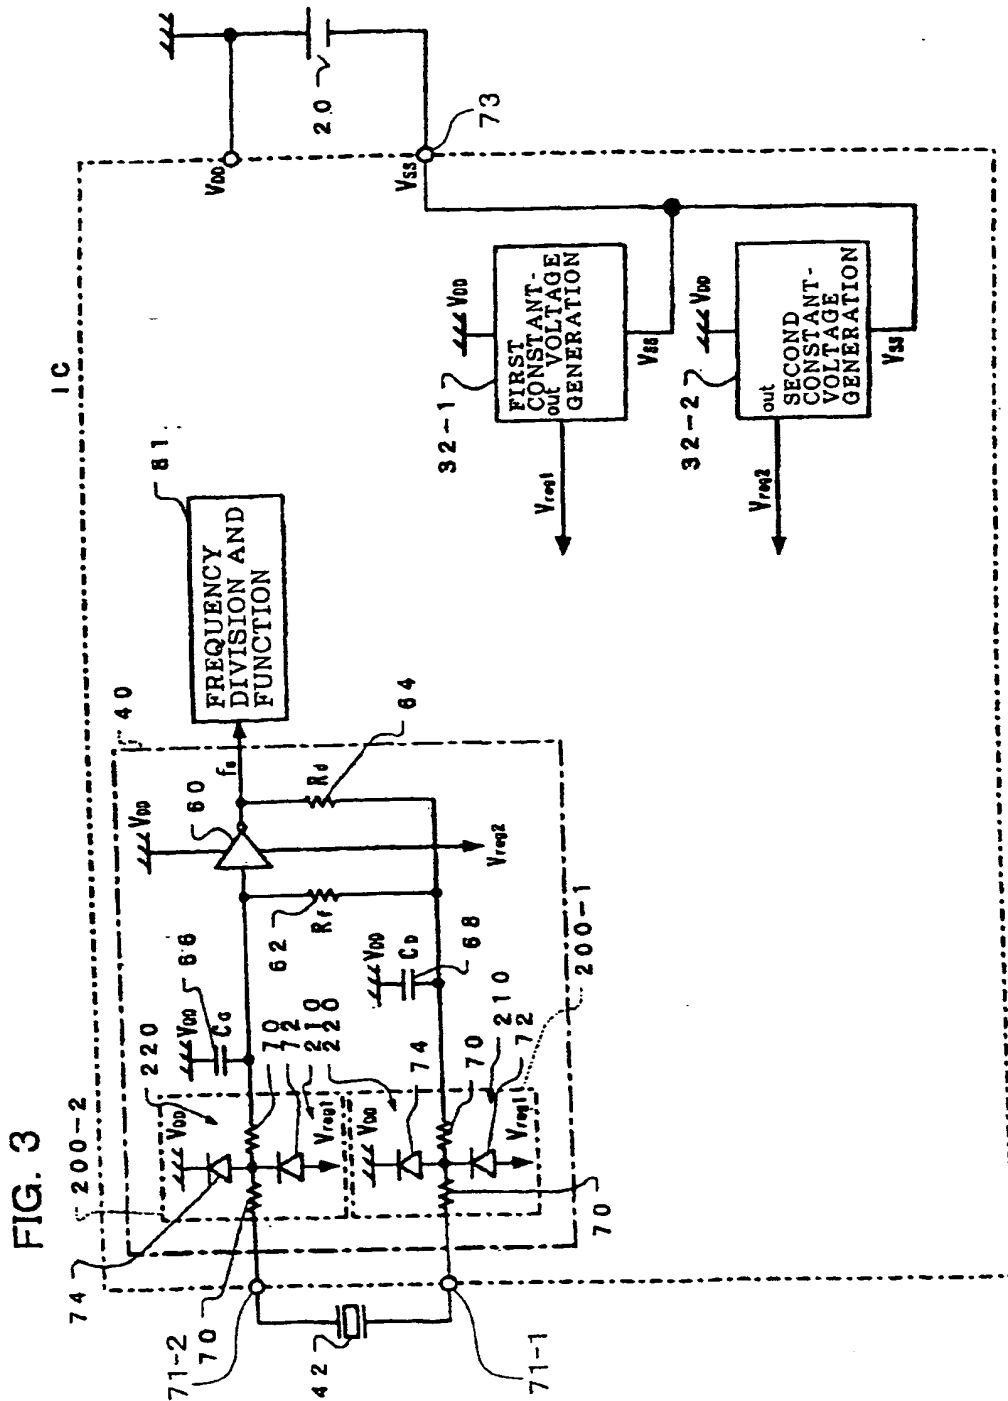 FIG. 3
IC
74
200-2
70
71-2
42
71-1
70
220
VDD
VDD
66
CG
70
72
210
220
Vreg1
VDD
74
70
210
72
Vreg1
200-1
VDD
CD
68
62
Rf
VDD
60
40
fs
Rd
64
Vreg2
FREQUENCY
DIVISION AND
FUNCTION
81
32-1
VDD
FIRST
CONSTANT-
out VOLTAGE
GENERATION
VSS
Vreg1
32-2
VDD
out
SECOND
CONSTANT-
VOLTAGE
GENERATION
VSS
Vreg2
VDD
20
VSS
73